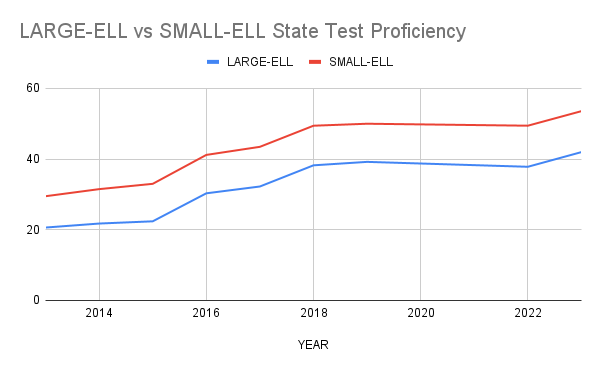 LARGE-ELL vs SMALL-ELL State Test Proficiency
LARGE-ELL SMALL-ELL
60
40
20
0
2014 2016 2018 2020 2022
YEAR